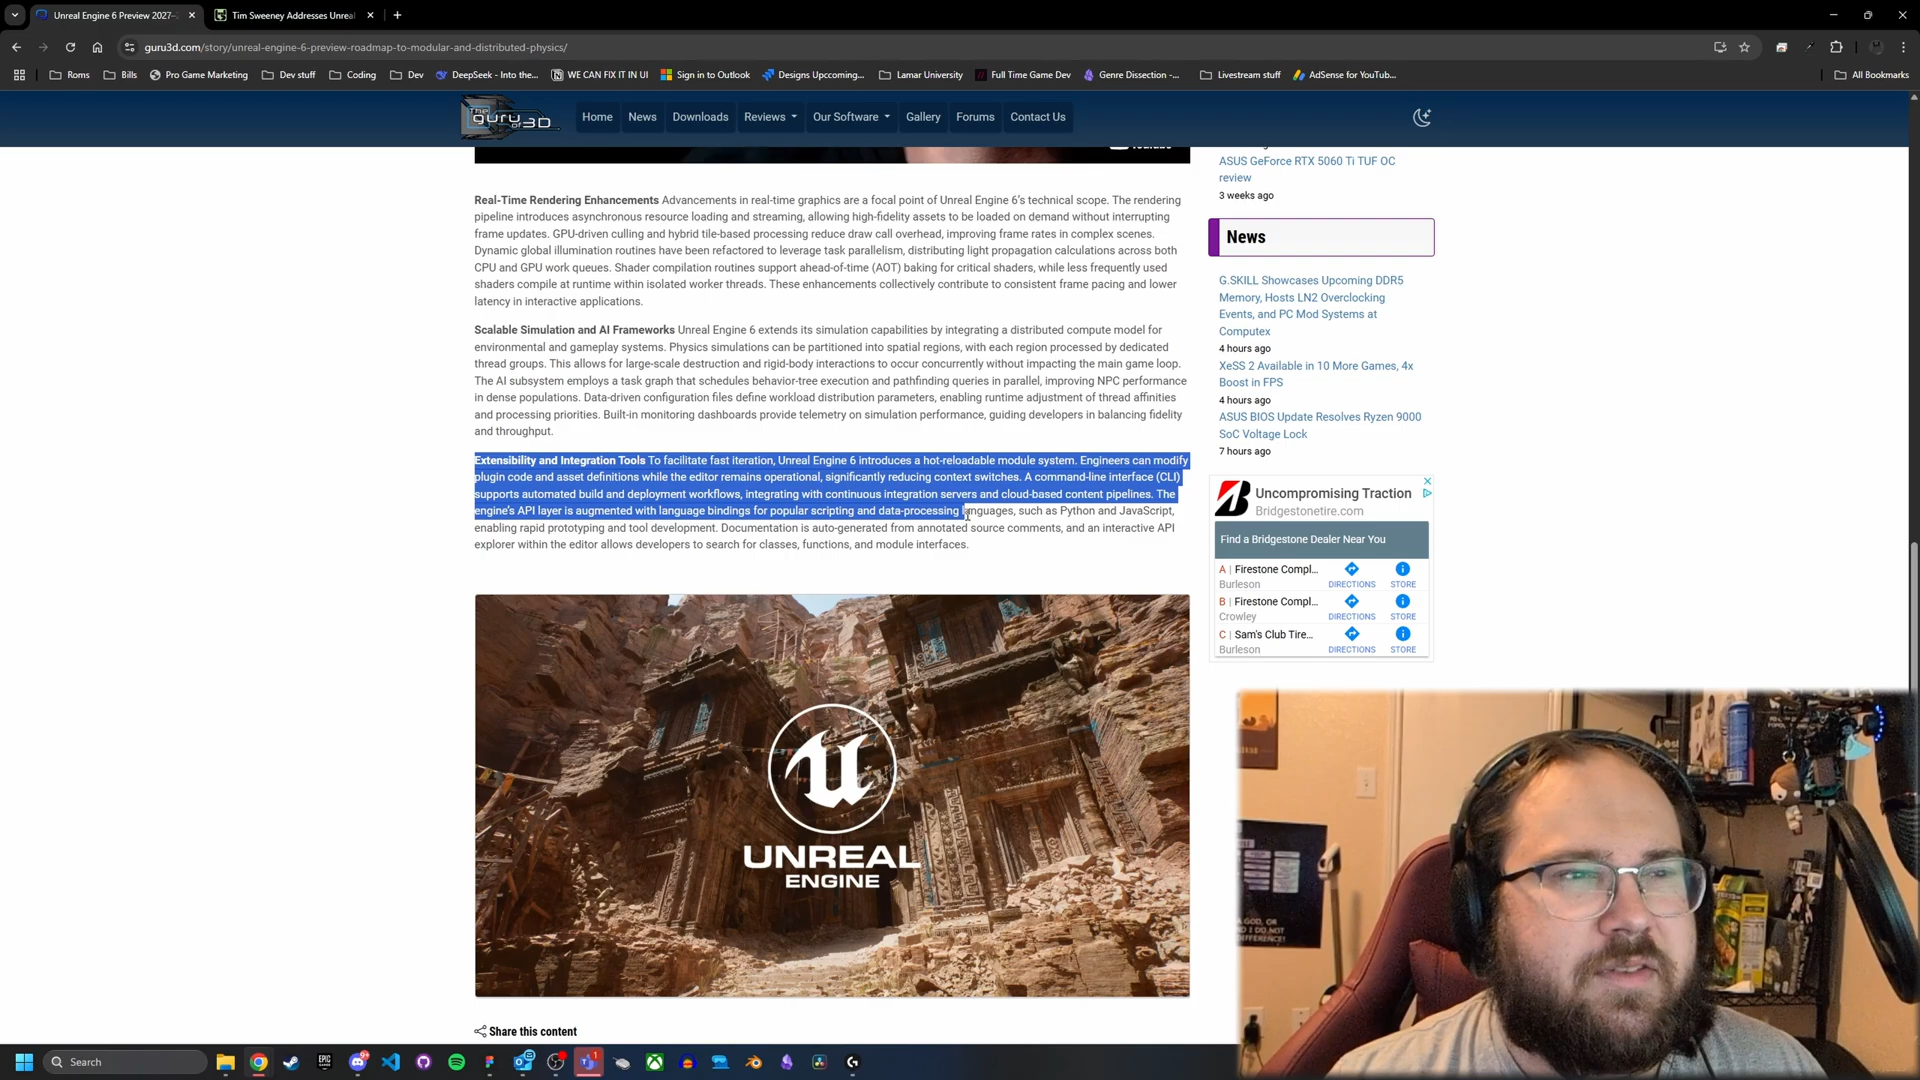 Unreal Engine 6 Preview 2027-
Tim Sweeney Addresses Unrea
guru3d.com/story/unreal-engine-6-preview-roadmap-to-modular-and-distributed-physics/
Roms
Bills
Pro Game Marketing
Dev stuff
Coding
Dev
DeepSeek - Into the...
WE CAN FIX IT IN UI
Sign in to Outlook
Designs Upccoming...
Lamar University
Full Time Game Dev
Genre Dissection -...
Livestream stuff
AdSense for YouTub...
All Bookmarks
The
guru
of 3D
Home
News
Downloads
Reviews
Our Software
Gallery
Forums
Contact Us
Real-Time Rendering Enhancements Advancements in real-time graphics are a focal point of Unreal Engine 6's technical scope. The rendering
pipeline introduces asynchronous resource loading and streaming, allowing high-fidelity assets to be loaded on demand without interrupting
frame updates. GPU-driven culling and hybrid tile-based processing reduce draw call overhead, improving frame rates in complex scenes.
Dynamic global illumination routines have been refactored to leverage task parallelism, distributing light propagation calculations across both
CPU and GPU work queues. Shader compilation routines support ahead-of-time (AOT) baking for critical shaders, while less frequently used
shaders compile at runtime within isolated worker threads. These enhancements collectively contribute to consistent frame pacing and lower
latency in interactive applications.
Scalable Simulation and AI Frameworks Unreal Engine 6 extends its simulation capabilities by integrating a distributed compute model for
environmental and gameplay systems. Physics simulations can be partitioned into spatial regions, with each region processed by dedicated
thread groups. This allows for large-scale destruction and rigid-body interactions to occur concurrently without impacting the main game loop.
The AI subsystem employs a task graph that schedules behavior-tree execution and pathfinding queries in parallel, improving NPC performance
in dense populations. Data-driven configuration files define workload distribution parameters, enabling runtime adjustment of thread affinities
and processing priorities. Built-in monitoring dashboards provide telemetry on simulation performance, guiding developers in balancing fidelity
and throughput.
Extensibility and Integration Tools To facilitate fast iteration, Unreal Engine 6 introduces a hot-reloadable module system. Engineers can modify
plugin code and asset definitions while the editor remains operational, significantly reducing context switches. A command-line interface (CLI)
supports automated build and deployment workflows, integrating with continuous integration servers and cloud-based content pipelines. The
engine's API layer is augmented with language bindings for popular scripting and data-processing languages, such as Python and JavaScript,
enabling rapid prototyping and tool development. Documentation is auto-generated from annotated source comments, and an interactive API
explorer within the editor allows developers to search for classes, functions, and module interfaces.
UNREAL
ENGINE
Share this content
ASUS GeForce RTX 5060 Ti TUF OC
review
3 weeks ago
News
G.SKILL Showcases Upcoming DDR5
Memory, Hosts LN2 Overclocking
Events, and PC Mod Systems at
Computex
4 hours ago
XeSS 2 Available in 10 More Games, 4x
Boost in FPS
4 hours ago
ASUS BIOS Update Resolves Ryzen 9000
SoC Voltage Lock
7 hours ago
Uncompromising Traction
Bridgestonetire.com
Find a Bridgestone Dealer Near You
A | Firestone Compl...
Burleson
DIRECTIONS
STORE
B | Firestone Compl...
Crowley
DIRECTIONS
STORE
C | Sam's Club Tire...
Burleson
DIRECTIONS
STORE
Search